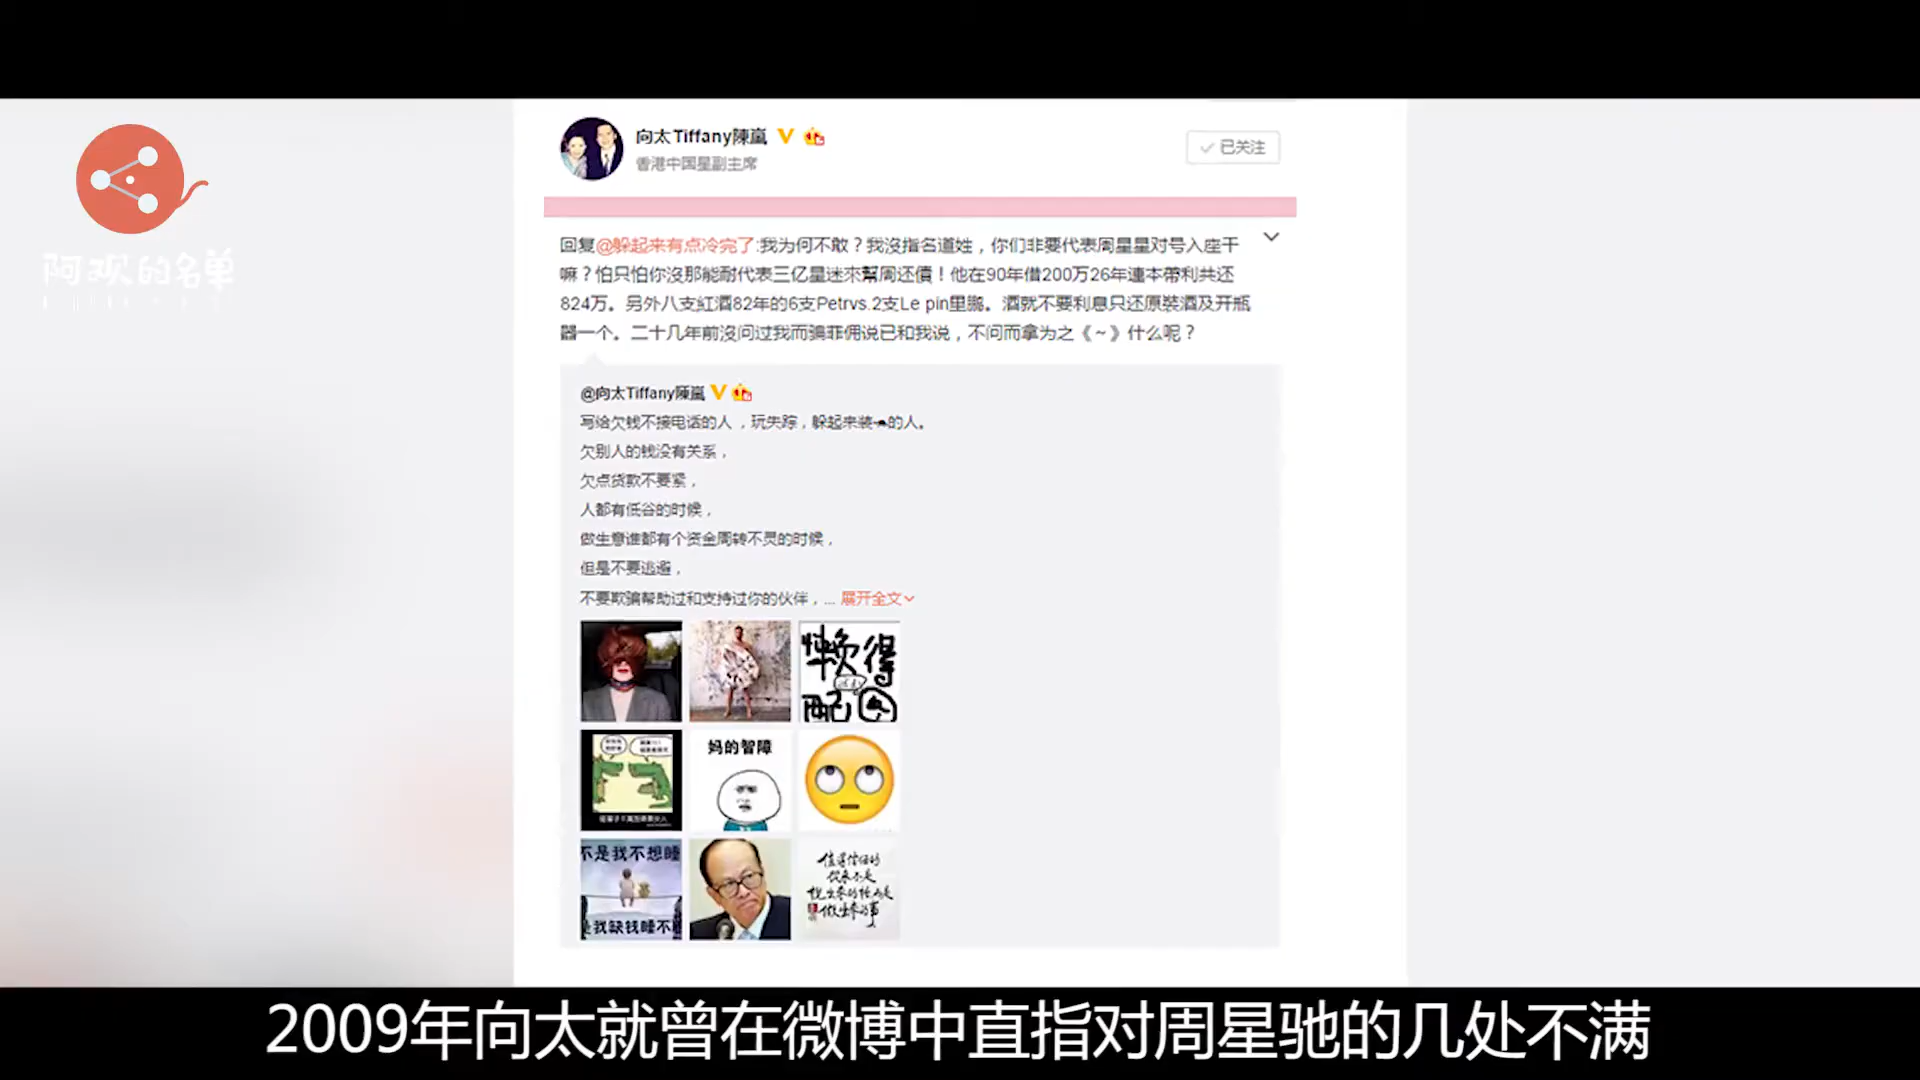 阿观的名单
向太Tiffany陳嵐
香港中国星副主席
已关注
回复@躲起来有点冷完了:我为何不敢？我沒指名道姓，你们非要代表周星星对号入座干
嘛？怕只怕你沒那能耐代表三亿星迷來幫周还債！他在90年借200万26年連本帶利共还
824万。另外八支紅酒82年的6支Petrvs.2支Le pin里鵬。酒就不要利息只还原裝酒及开瓶
器一个。二十几年前沒问过我而骗菲佣说已和我说，不问而拿为之《~》什么呢？
@向太Tiffany陳嵐
写给欠钱不接电话的人，玩失踪，躲起来装的人。
欠别人的钱没有关系，
欠点货款不要紧，
人都有低谷的时候，
做生意谁都有个资金周转不灵的时候，
但是不要逃避，
不要欺骗帮助过和支持过你的伙伴，... 展开全文
懒得
配图
妈的智障
不是我不想睡
是我缺钱睡不
2009年向太就曾在微博中直指对周星驰的几处不满